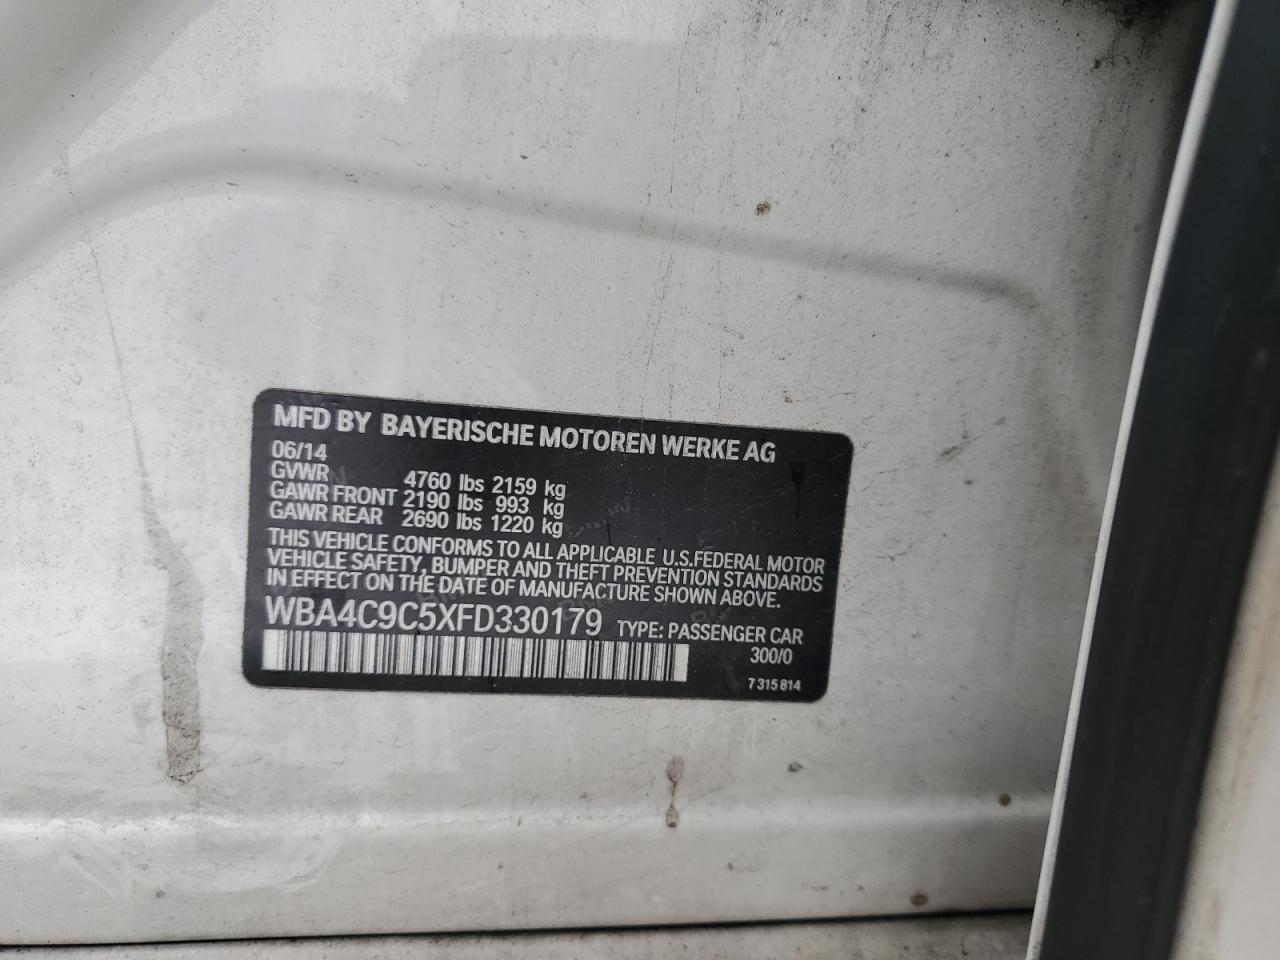 MFD BY BAYERISCHE MOTOREN WERKE AG
06/14
GVWR 4760 lbs 2159 kg
GAWR FRONT 2190 lbs 993 kg
GAWR REAR 2690 lbs 1220 kg
THIS VEHICLE CONFORMS TO ALL APPLICABLE U.S.FEDERAL MOTOR
VEHICLE SAFETY, BUMPER AND THEFT PREVENTION STANDARDS
IN EFFECT ON THE DATE OF MANUFACTURE SHOWN ABOVE.
WBA4C9C5XFD330179 TYPE: PASSENGER CAR
300/0
7 315 814